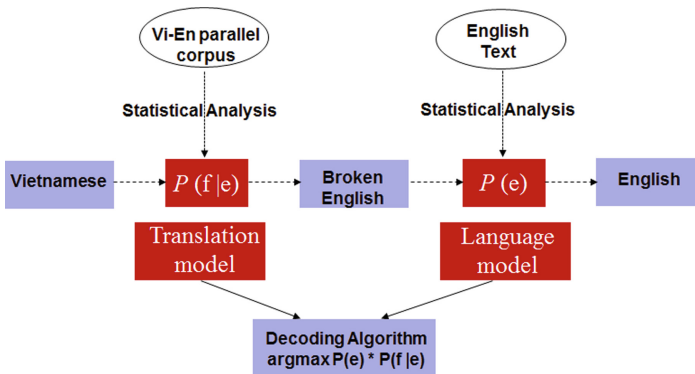 Vi-En parallel
corpus
English
Text
Statistical Analysis
Statistical Analysis
Vietnamese
P (f |e)
Broken
English
P (e)
English
Translation
model
Language
model
Decoding Algorithm
argmax P(e) * P(f |e)